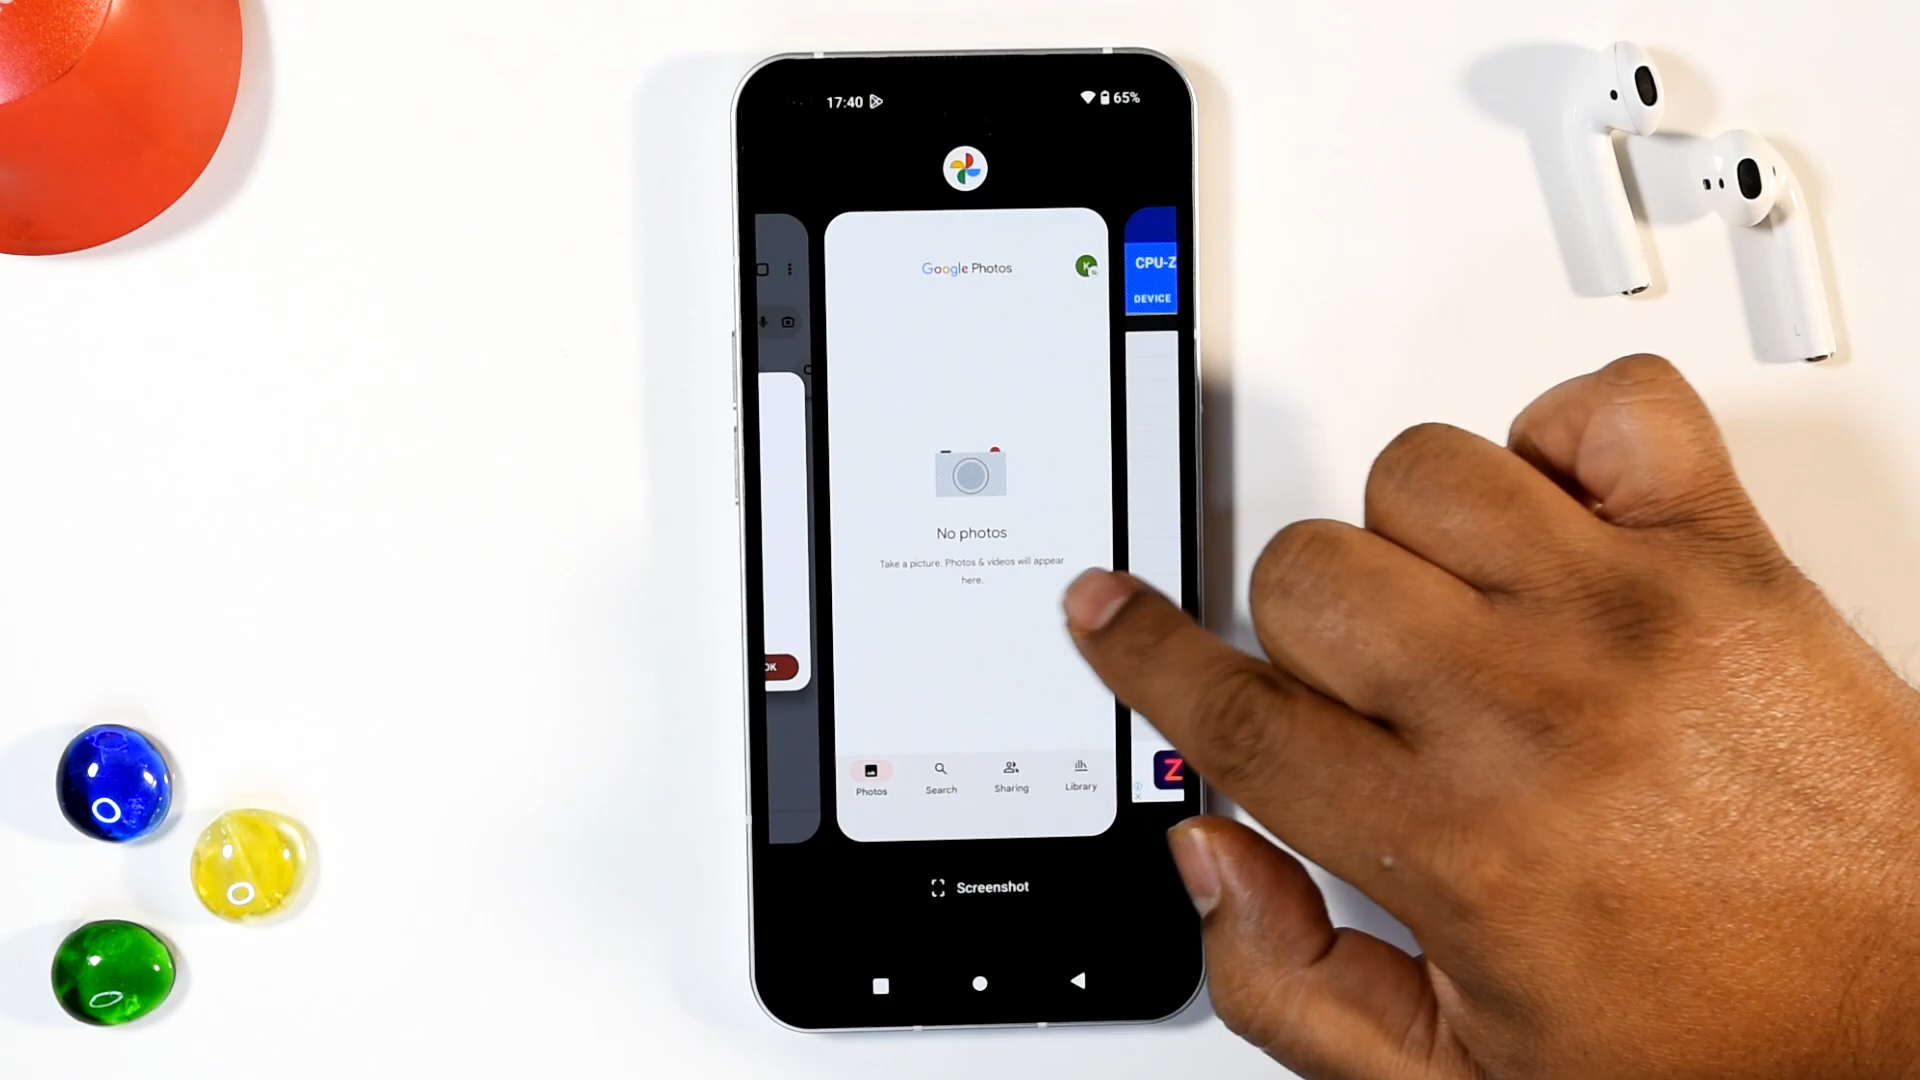 17:40
65%
Google Photos
K
CPU-Z
DEVICE
No photos
Take a picture. Photos & videos will appear
here.
OK
Photos
Search
Sharing
Library
Z
Screenshot
L